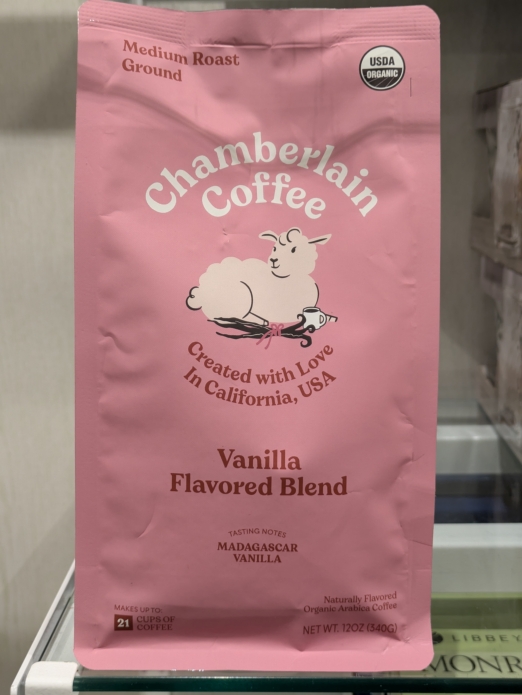 Medium Roast
Ground
USDA
ORGANIC
Chamberlain
Coffee
Created with Love
In California, USA
Vanilla
Flavored Blend
TASTING NOTES
MADAGASCAR
VANILLA
MAKES UP TO:
21 CUPS OF
COFFEE
Naturally Flavored
Organic Arabica Coffee
NET WT. 12OZ (340G)
LIBBEY
MONR